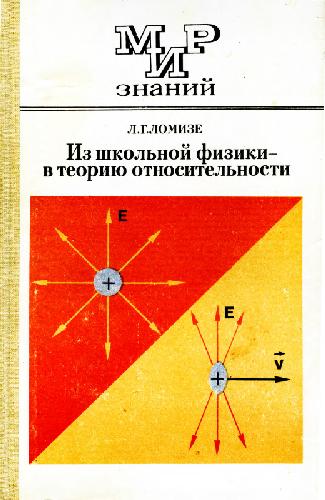 МИР
знаний
Л.Г.ЛОМИЗЕ
Из школьной физики–
в теорию относительности
E
+
E
+
v